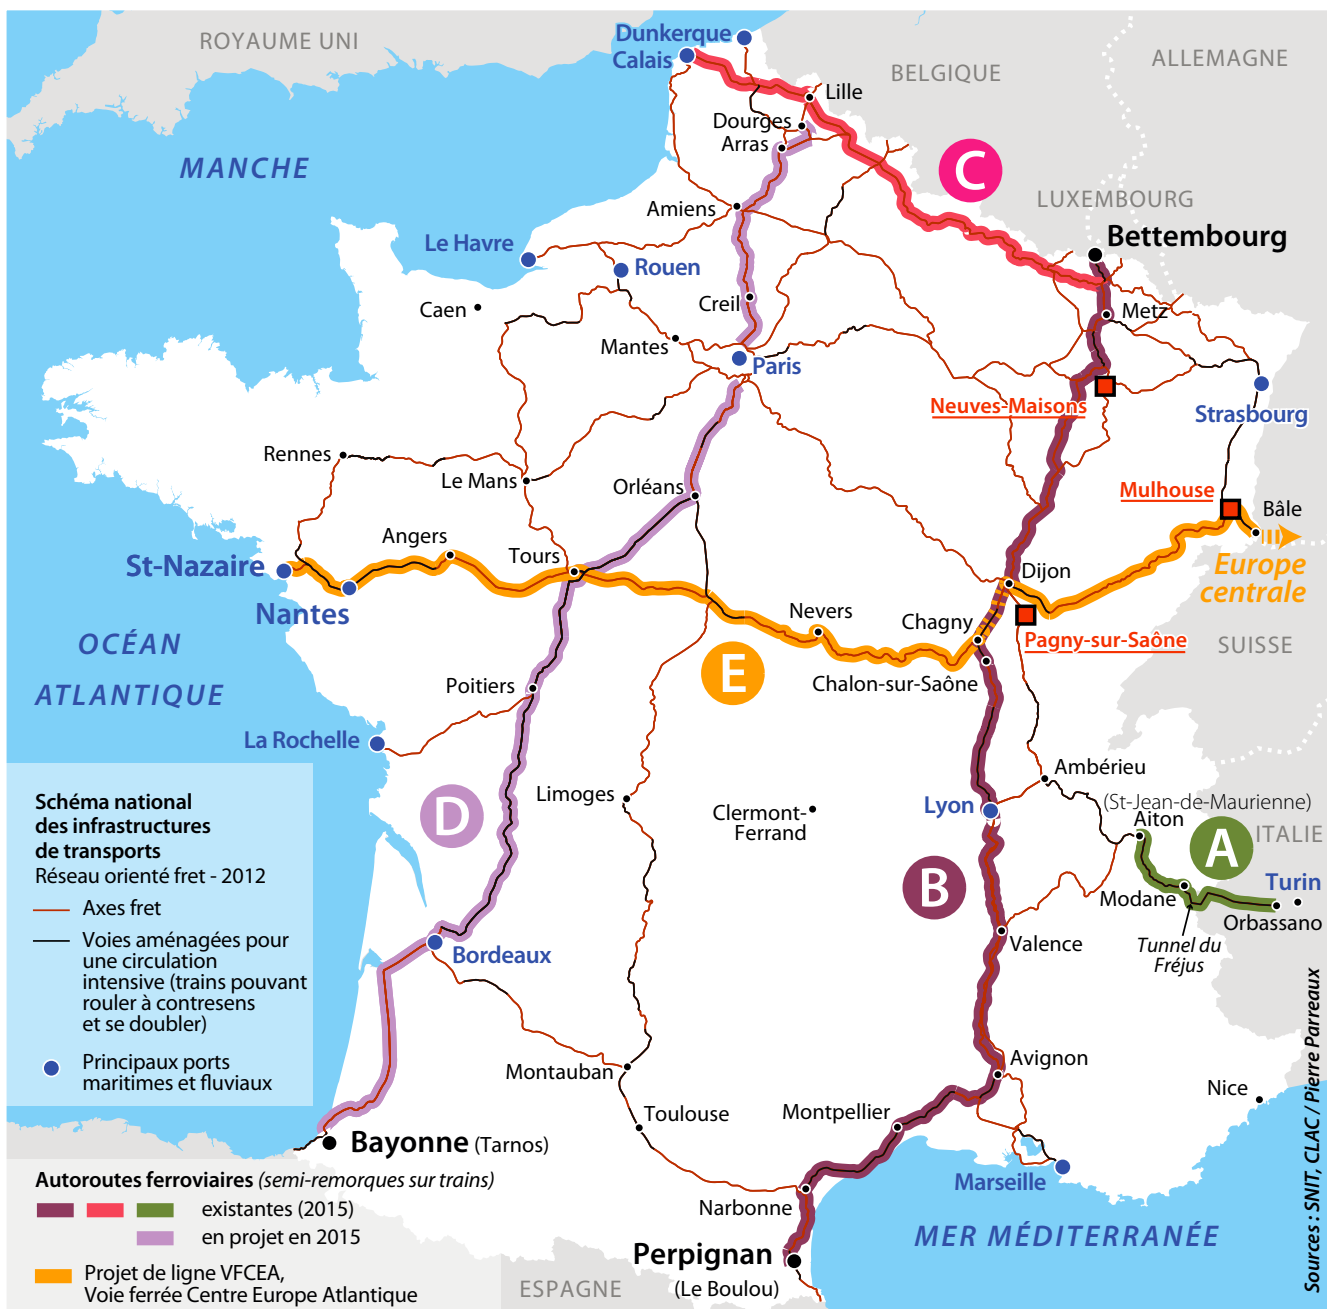 ROYAUME UNI
Dunkerque
Calais
BELGIQUE
ALLEMAGNE
Lille
Dourges
Arras
MANCHE
C
LUXEMBOURG
Amiens
Bettembourg
Le Havre
Rouen
Creil
Caen
Metz
Mantes
Paris
Neuves-Maisons
Strasbourg
Rennes
Le Mans
Orléans
Mulhouse
Bâle
Angers
Tours
St-Nazaire
Nantes
Dijon
Europe
centrale
Nevers
Chagny
Pagny-sur-Saône
OCÉAN
ATLANTIQUE
SUISSE
E
Poitiers
Chalon-sur-Saône
La Rochelle
Ambérieu
Limoges
Clermont-
Ferrand
Lyon
(St-Jean-de-Maurienne)
Aiton
ITALIE
A
D
B
Modane
Turin
Orbassano
Tunnel du
Fréjus
Valence
Bordeaux
Schéma national
des infrastructures
de transports
Réseau orienté fret - 2012
Axes fret
Voies aménagées pour
une circulation
intensive (trains pouvant
rouler à contresens
et se doubler)
Principaux ports
maritimes et fluviaux
Montauban
Avignon
Nice
Toulouse
Montpellier
Bayonne (Tarnos)
Marseille
Narbonne
MER MÉDITERRANÉE
Perpignan
(Le Boulou)
ESPAGNE
Autoroutes ferroviaires (semi-remorques sur trains)
existantes (2015)
en projet en 2015
Projet de ligne VFCEA,
Voie ferrée Centre Europe Atlantique
Sources : SNIT, CLAC / Pierre Parreaux